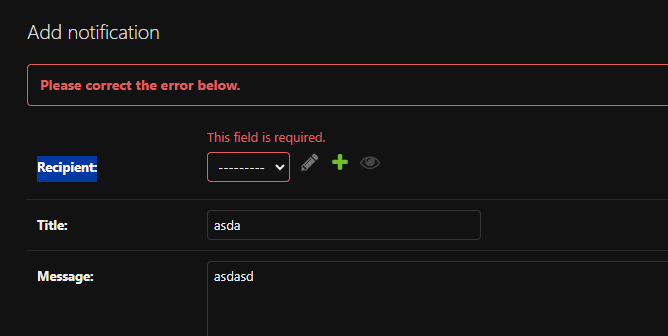 Add notification
Please correct the error below.
This field is required.
Recipient: ---------
Title: asda
Message: asdasd